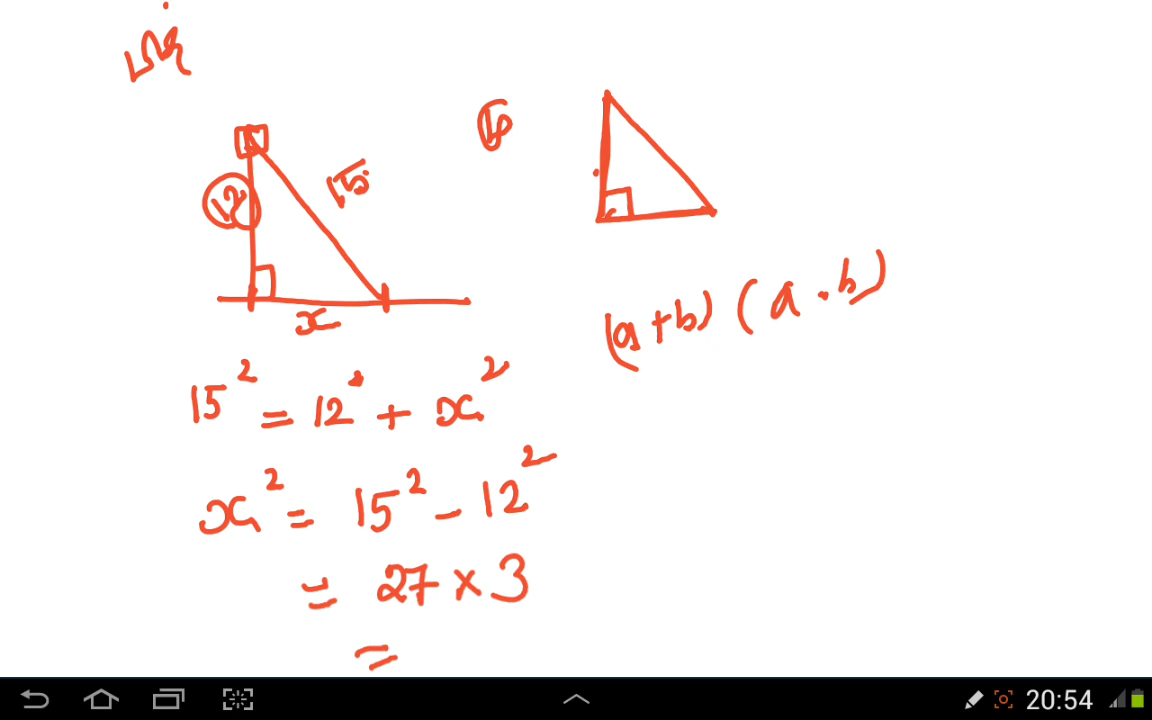 12
15
x
(a+b) (a-b)
15² = 12² + x²
x² = 15² - 12²
= 27 × 3
=
20:54